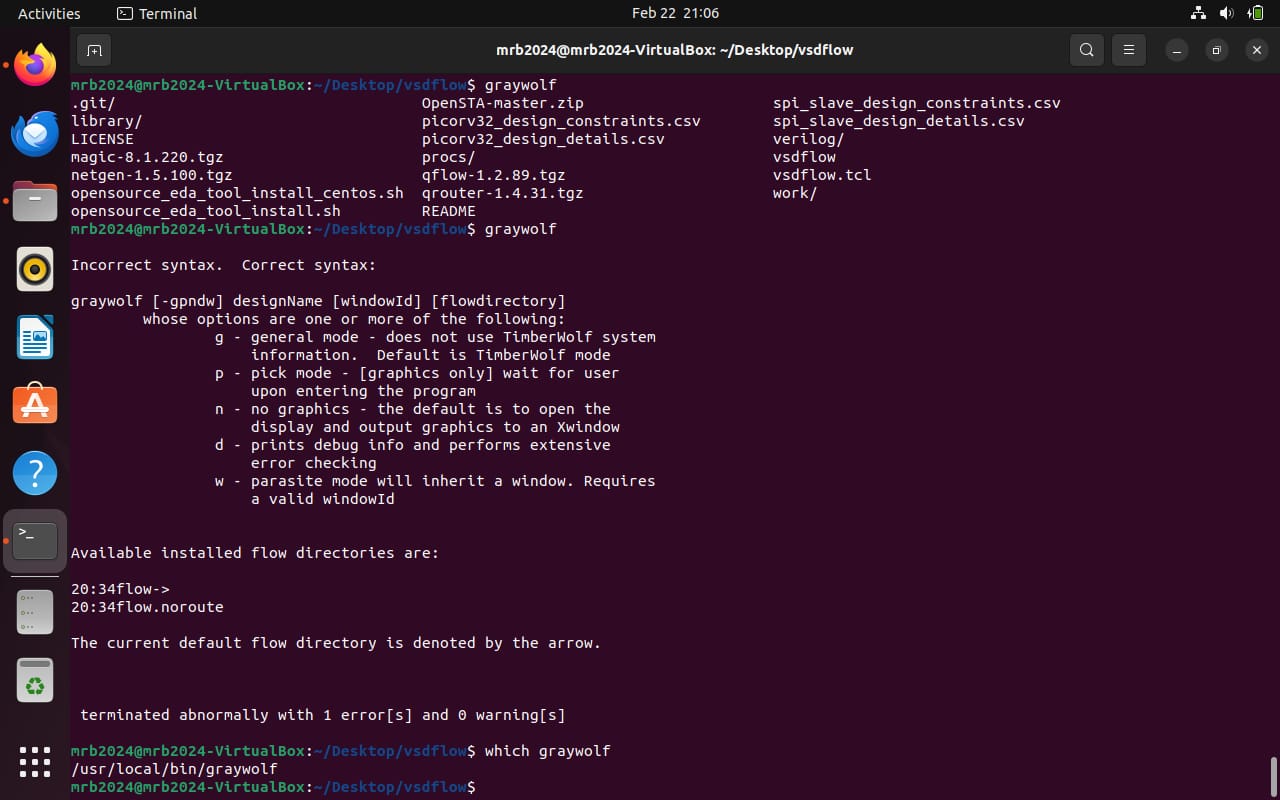 Activities Terminal Feb 22 21:06
mrb2024@mrb2024-VirtualBox: ~/Desktop/vsdflow
mrb2024@mrb2024-VirtualBox:~/Desktop/vsdflow$ graywolf
.git/ OpenSTA-master.zip spi_slave_design_constraints.csv
library/ picorv32_design_constraints.csv spi_slave_design_details.csv
LICENSE picorv32_design_details.csv verilog/
magic-8.1.220.tgz procs/ vsdflow
netgen-1.5.100.tgz qflow-1.2.89.tgz vsdflow.tcl
opensource_eda_tool_install_centos.sh qrouter-1.4.31.tgz work/
opensource_eda_tool_install.sh README
mrb2024@mrb2024-VirtualBox:~/Desktop/vsdflow$ graywolf
Incorrect syntax. Correct syntax:
graywolf [-gpndw] designName [windowId] [flowdirectory]
whose options are one or more of the following:
g - general mode - does not use TimberWolf system
information. Default is TimberWolf mode
p - pick mode - [graphics only] wait for user
upon entering the program
n - no graphics - the default is to open the
display and output graphics to an Xwindow
d - prints debug info and performs extensive
error checking
w - parasite mode will inherit a window. Requires
a valid windowId
Available installed flow directories are:
20:34flow->
20:34flow.noroute
The current default flow directory is denoted by the arrow.
terminated abnormally with 1 error[s] and 0 warning[s]
mrb2024@mrb2024-VirtualBox:~/Desktop/vsdflow$ which graywolf
/usr/local/bin/graywolf
mrb2024@mrb2024-VirtualBox:~/Desktop/vsdflow$